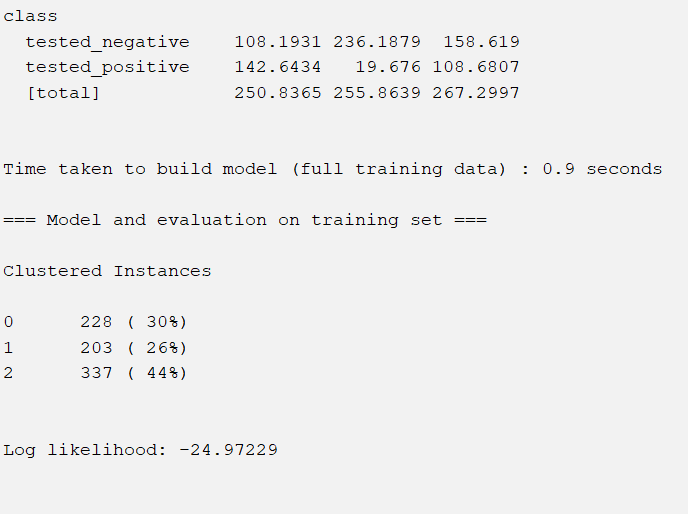 class
  tested_negative    108.1931 236.1879  158.619
  tested_positive    142.6434   19.676 108.6807
  [total]            250.8365 255.8639 267.2997
Time taken to build model (full training data) : 0.9 seconds
=== Model and evaluation on training set ===
Clustered Instances
0      228 ( 30%)
1      203 ( 26%)
2      337 ( 44%)
Log likelihood: -24.97229